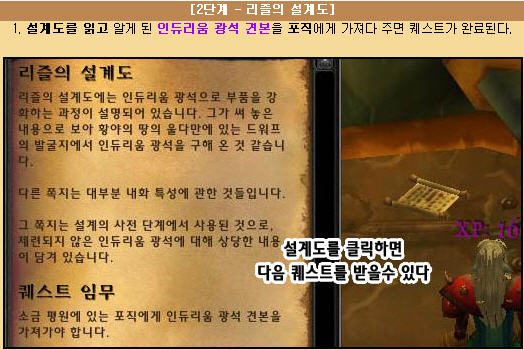 [2단계 - 리즐의 설계도]
1. 설계도를 읽고 알게 된 인듀리움 광석 견본을 포직에게 가져다 주면 퀘스트가 완료된다.
리즐의 설계도
리즐의 설계도에는 인듀리움 광석으로 부품을 강
화하는 과정이 설명되어 있습니다. 그가 써 놓은
내용으로 보아 황야의 땅의 울다만에 있는 드워프
의 발굴지에서 인듀리움 광석을 구해 온 것 같습니
다.
다른 쪽지는 대부분 내화 특성에 관한 것들입니다.
그 쪽지는 설계의 사전 단계에서 사용된 것으로,
제련되지 않은 인듀리움 광석에 대해 상당한 내용
이 담겨 있습니다.
퀘스트 임무
소금 평원에 있는 포직에게 인듀리움 광석 견본을
가져가야 합니다.
XP: 16
설계도를 클릭하면
다음 퀘스트를 받을수 있다